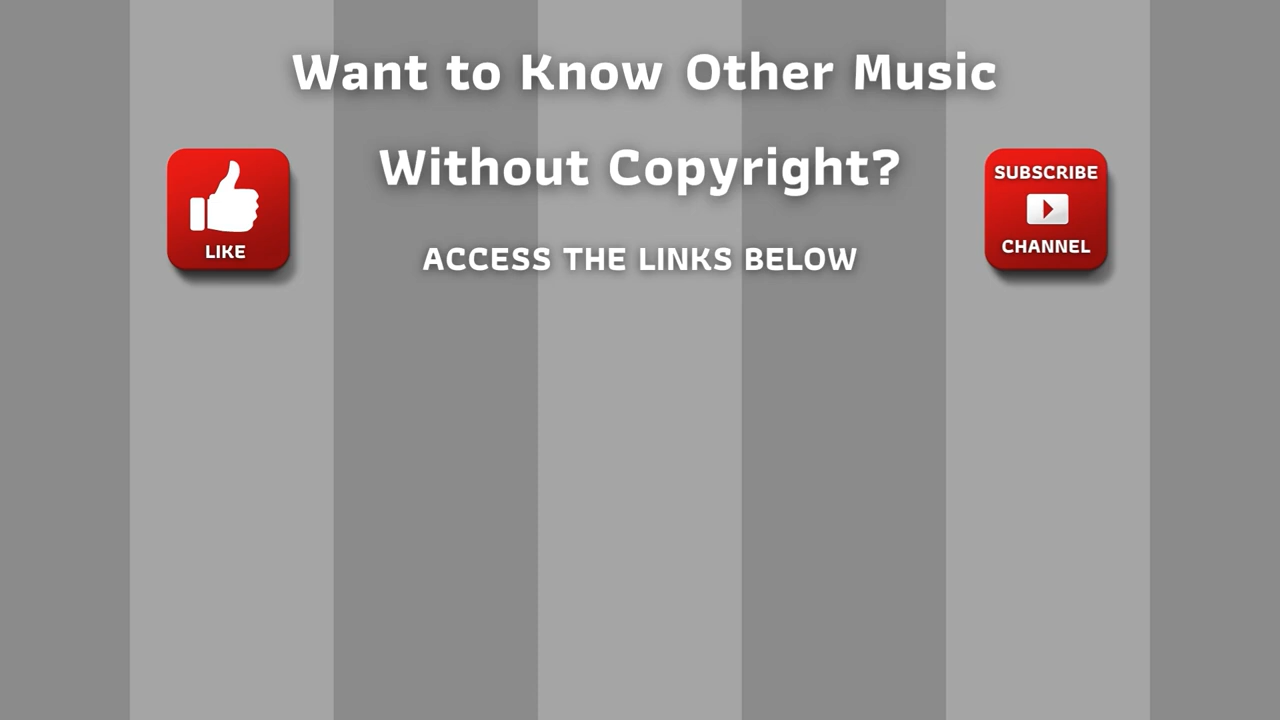 Want to Know Other Music
Without Copyright?
ACCESS THE LINKS BELOW
LIKE
SUBSCRIBE
CHANNEL